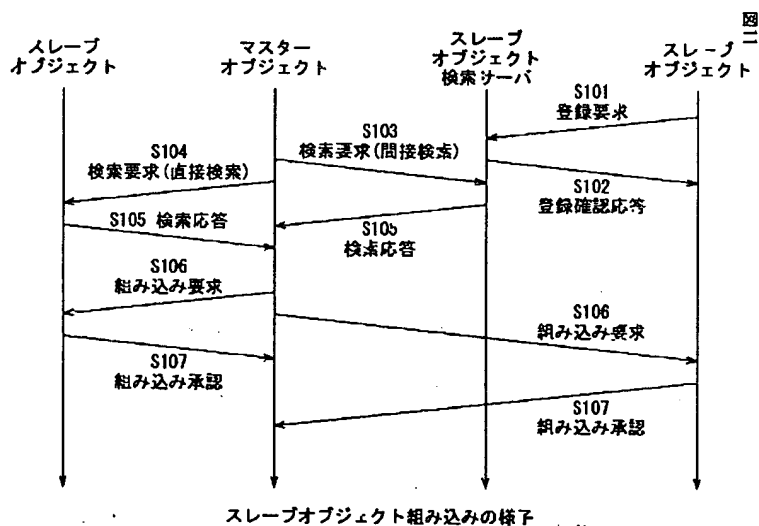 図二
スレーブ
オブジェクト
マスター
オブジェクト
スレーブ
オブジェクト
検索サーバ
スレーブ
オブジェクト
S101
登録要求
S104
検索要求(直接検索)
S103
検索要求(間接検索)
S102
登録確認応答
S105 検索応答
S105
検索応答
S106
組み込み要求
S106
組み込み要求
S107
組み込み承認
S107
組み込み承認
スレーブオブジェクト組み込みの様子